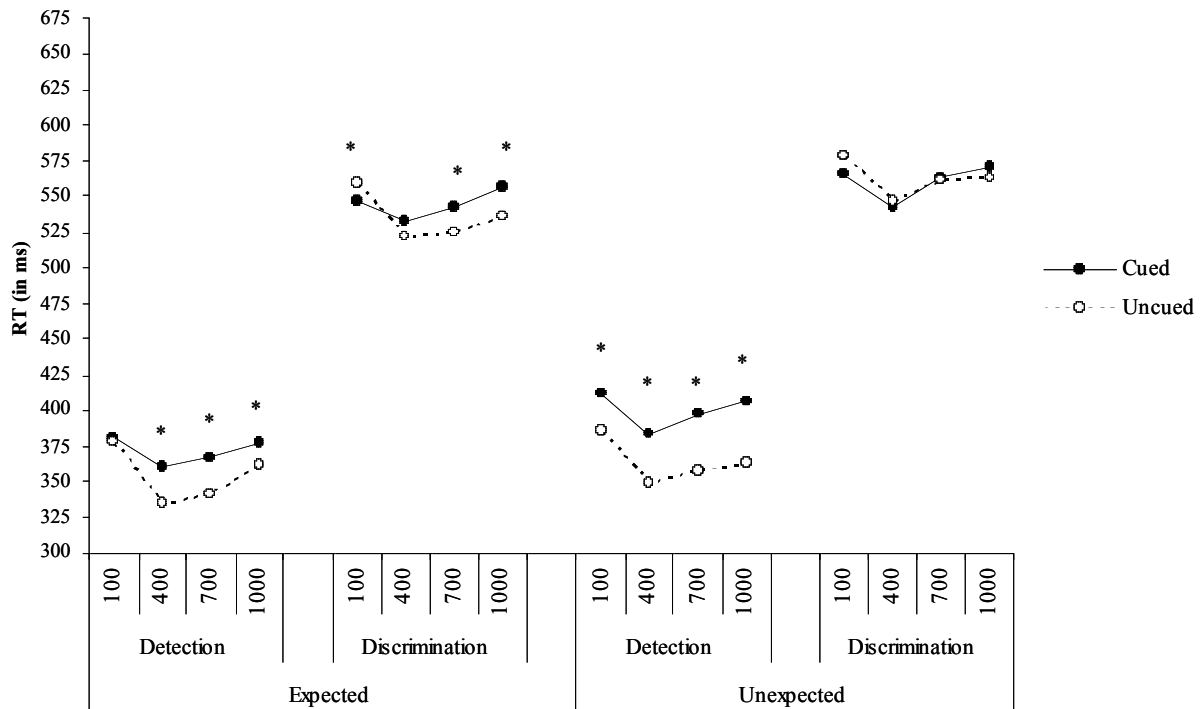 675
650
625
600
575
550
525
500
475
450
425
400
375
350
325
300
RT (in ms)
* * *
* * * *
* * *
Cued
Uncued
100 400 700 1000 100 400 700 1000 100 400 700 1000 100 400 700 1000
Detection Discrimination Detection Discrimination
Expected Unexpected